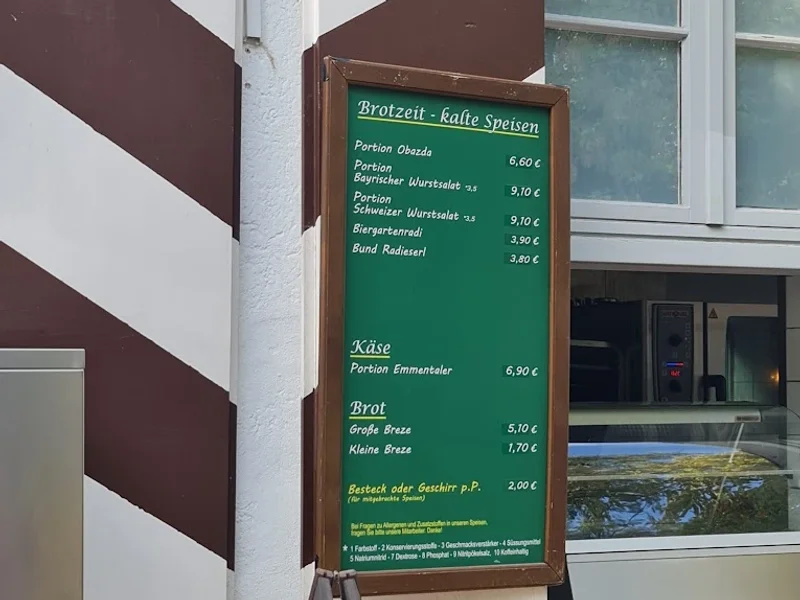 Brotzeit - kalte Speisen
Portion Obazda 6,60 €
Portion
Bayrischer Wurstsalat *3,5 9,10 €
Portion
Schweizer Wurstsalat *3,5 9,10 €
Biergartenradi 3,90 €
Bund Radieserl 3,80 €
Käse
Portion Emmentaler 6,90 €
Brot
Große Breze 5,10 €
Kleine Breze 1,70 €
Besteck oder Geschirr p.P. 2,00 €
(für mitgebrachte Speisen)
Bei Fragen zu Allergenen und Zusatzstoffen in unseren Speisen,
fragen Sie bitte unsere Mitarbeiter. Danke!
* 1 Farbstoff - 2 Konservierungsstoffe - 3 Geschmacksverstärker - 4 Süssungsmittel
5 Natriumnitrid - 7 Dextrose - 8 Phosphat - 9 Nitritpökelsalz, 10 Koffeinhaltig